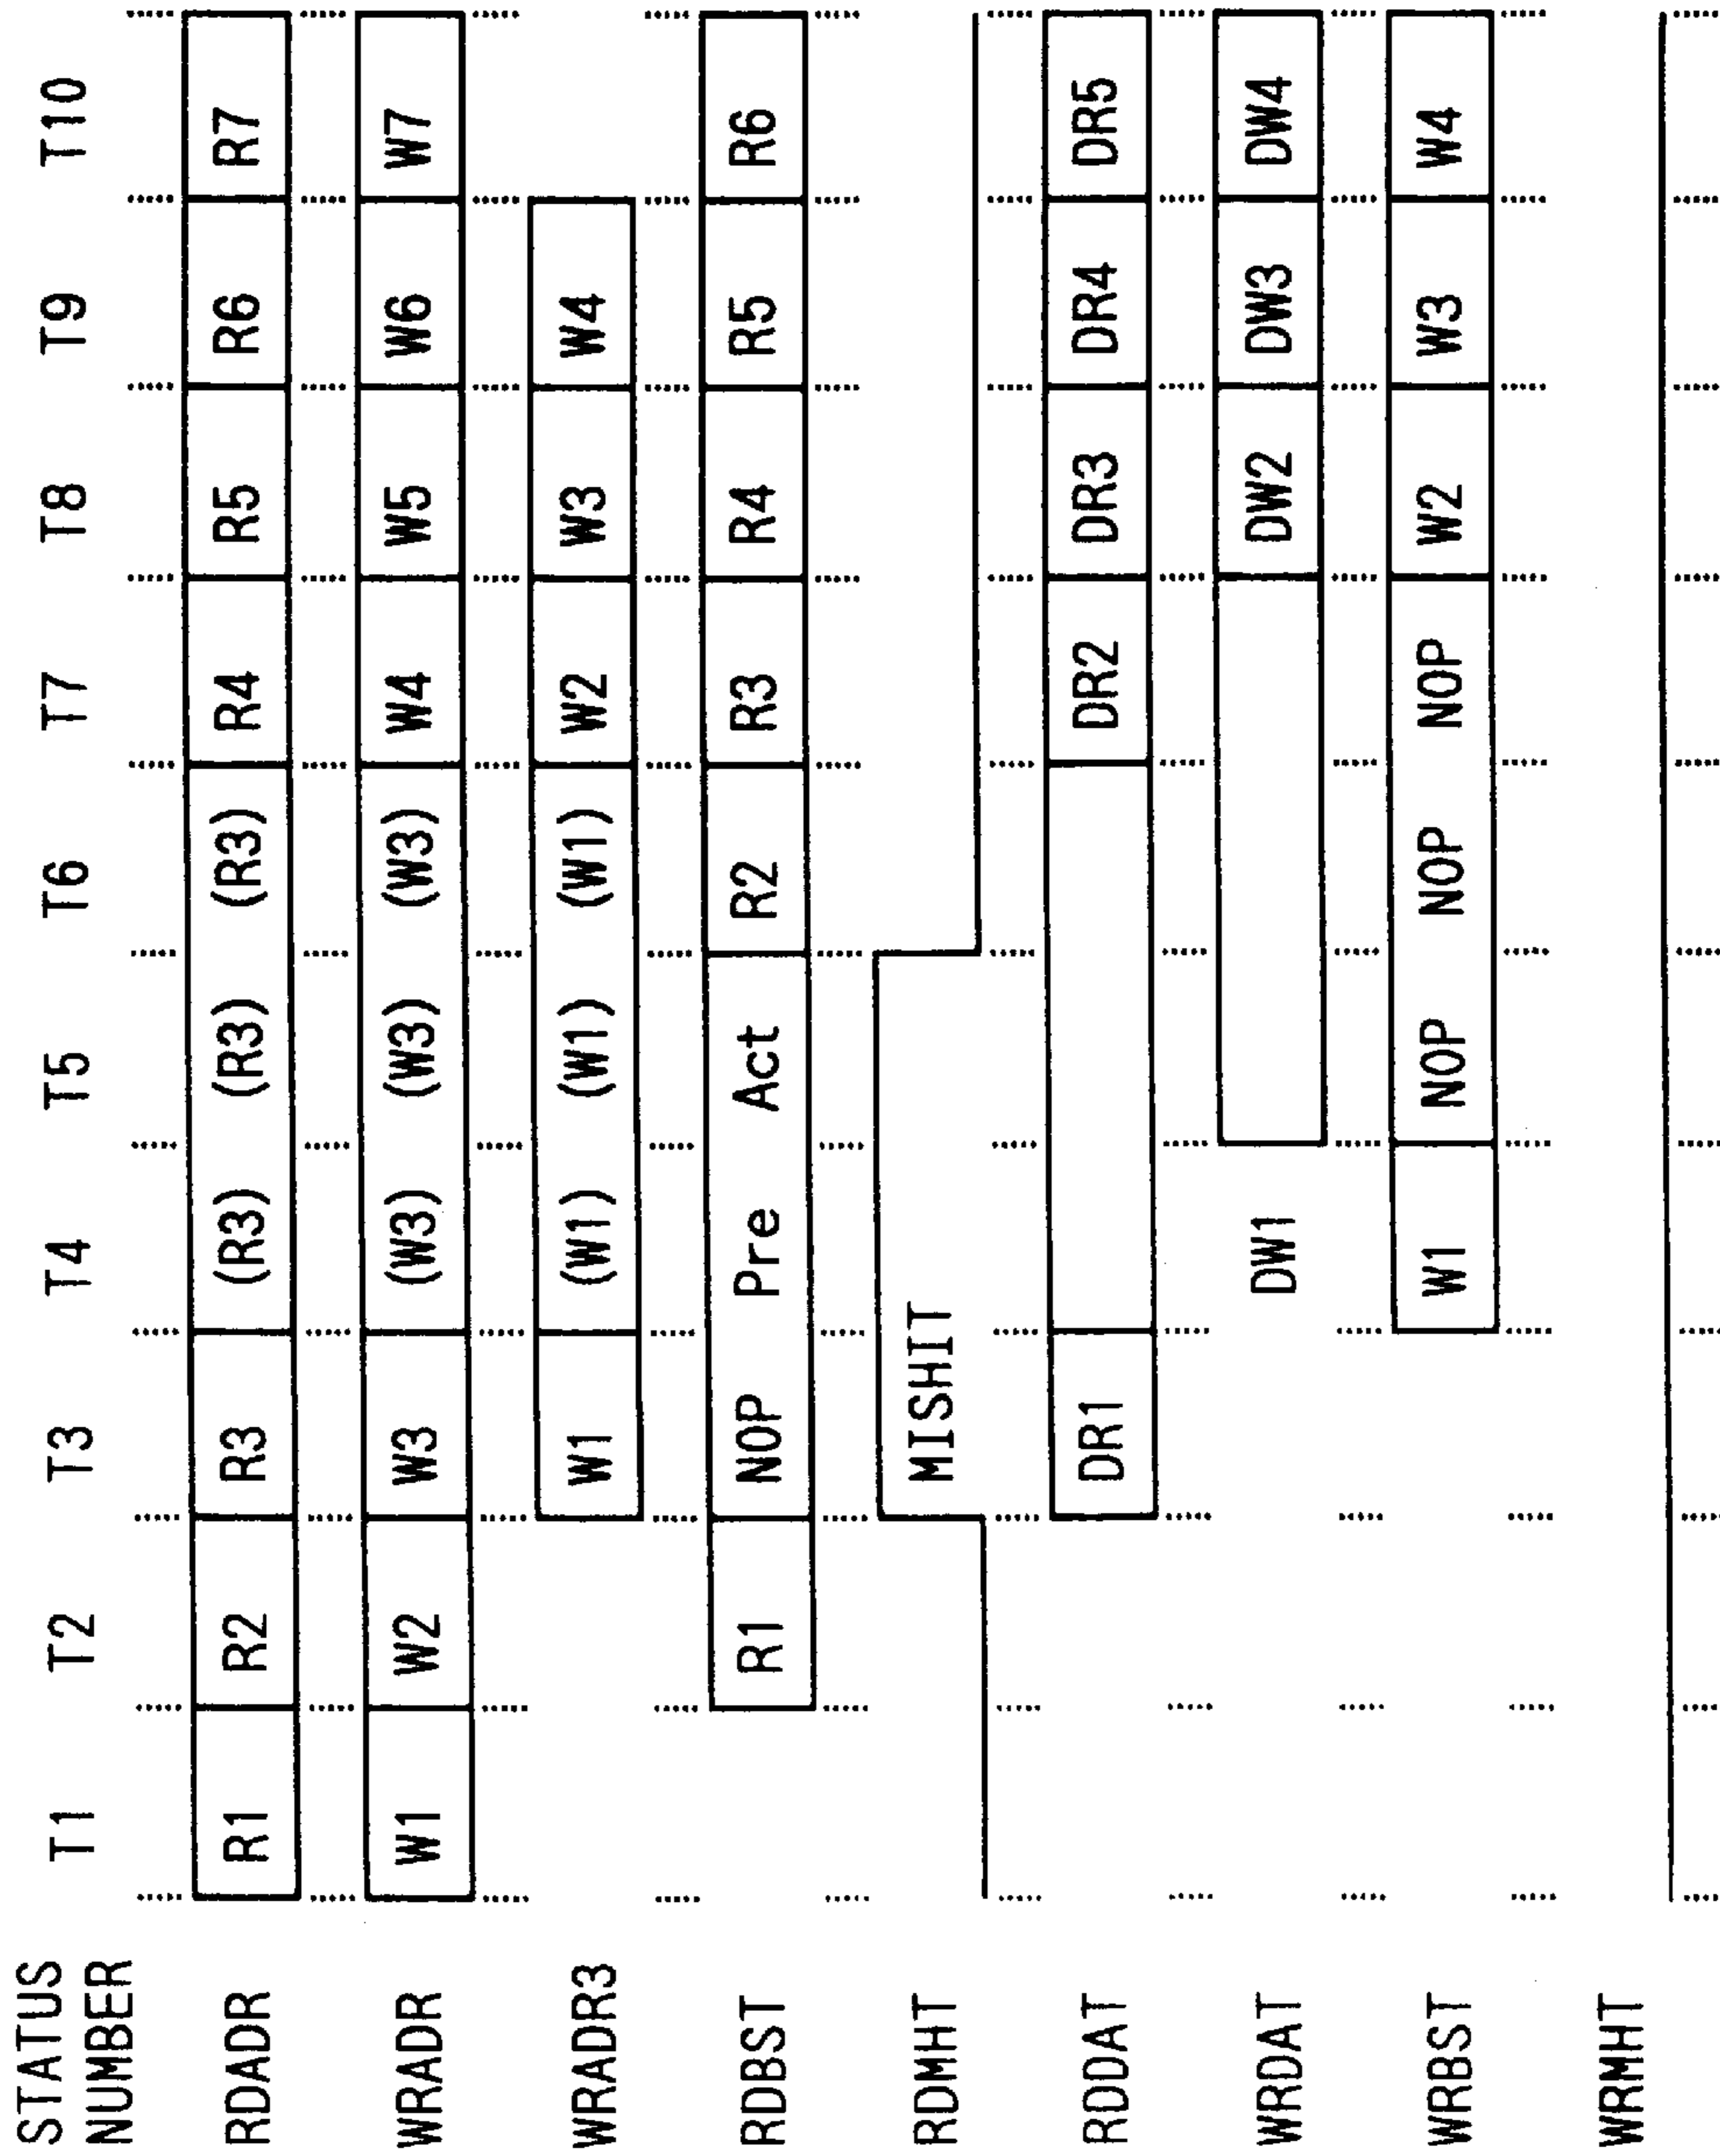 STATUS NUMBER T1 T2 T3 T4 T5 T6 T7 T8 T9 T10
RDADR R1 R2 R3 (R3) (R3) (R3) R4 R5 R6 R7
WRADR W1 W2 W3 (W3) (W3) (W3) W4 W5 W6 W7
WRADR3 W1 (W1) (W1) (W1) W2 W3 W4
RDBST R1 NOP Pre Act R2 R3 R4 R5 R6
RDMHT MISHIT
RDDAT DR1 DR2 DR3 DR4 DR5
WRDAT DW1 DW2 DW3 DW4
WRBST W1 NOP NOP NOP W2 W3 W4
WRMHT